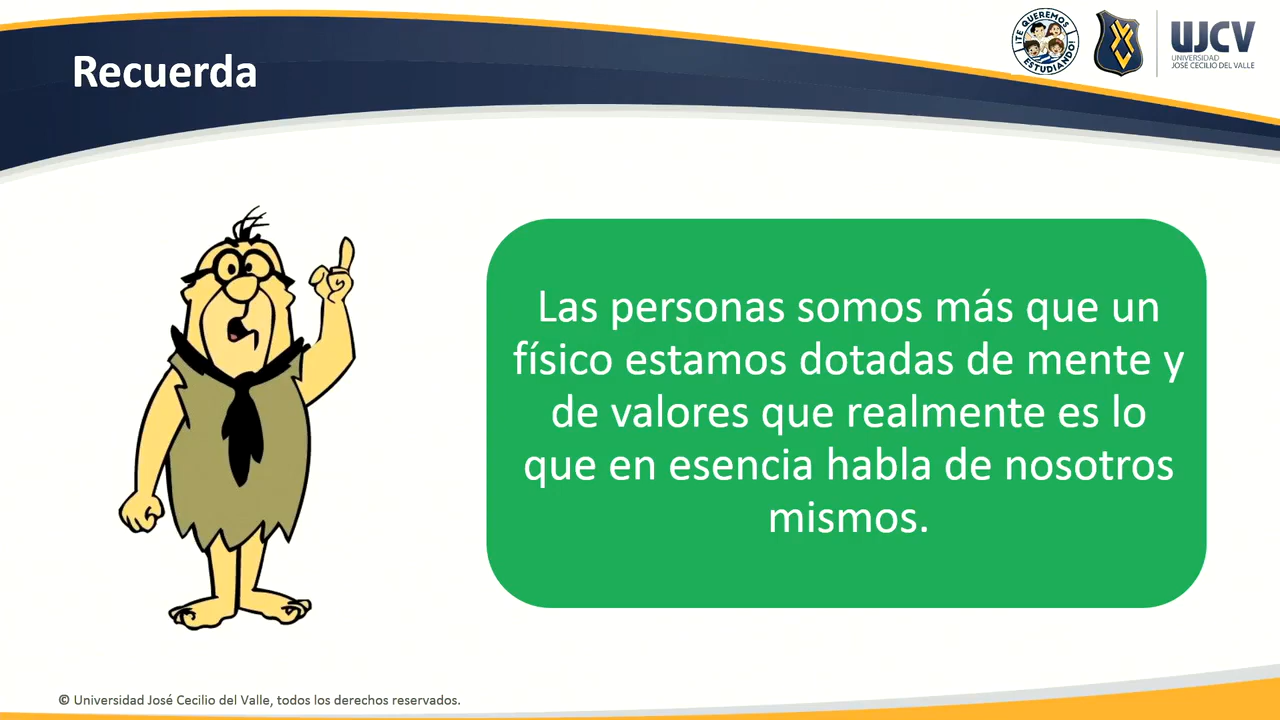 Recuerda
¡TE QUEREMOS
ESTUDIANDO!
UJCV
UNIVERSIDAD
JOSÉ CECILIO DEL VALLE
Las personas somos más que un
físico estamos dotadas de mente y
de valores que realmente es lo
que en esencia habla de nosotros
mismos.
© Universidad José Cecilio del Valle, todos los derechos reservados.